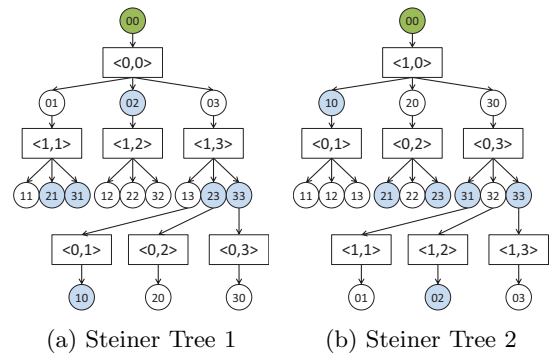 00 00
<0,0> <1,0>
01 02 03 10 20 30
<1,1> <1,2> <1,3> <0,1> <0,2> <0,3>
11 21 31 12 22 32 13 23 33 11 12 13 21 22 23 31 32 33
<0,1> <0,2> <0,3> <1,1> <1,2> <1,3>
10 20 30 01 02 03
(a) Steiner Tree 1 (b) Steiner Tree 2